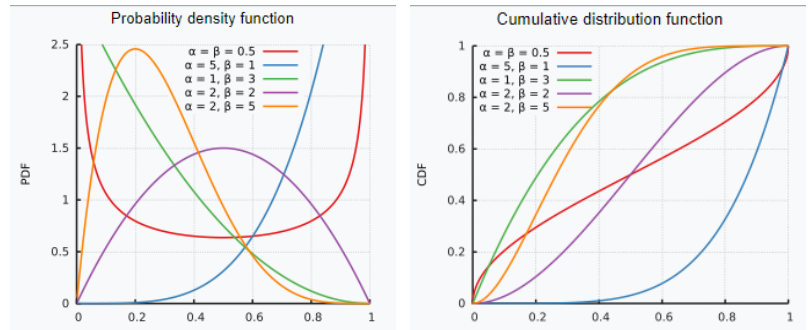 Probability density function
2.5
2
1.5
1
0.5
0
PDF
α = β = 0.5
α = 5, β = 1
α = 1, β = 3
α = 2, β = 2
α = 2, β = 5
0 0.2 0.4 0.6 0.8 1
Cumulative distribution function
1
0.8
0.6
0.4
0.2
0
CDF
α = β = 0.5
α = 5, β = 1
α = 1, β = 3
α = 2, β = 2
α = 2, β = 5
0 0.2 0.4 0.6 0.8 1